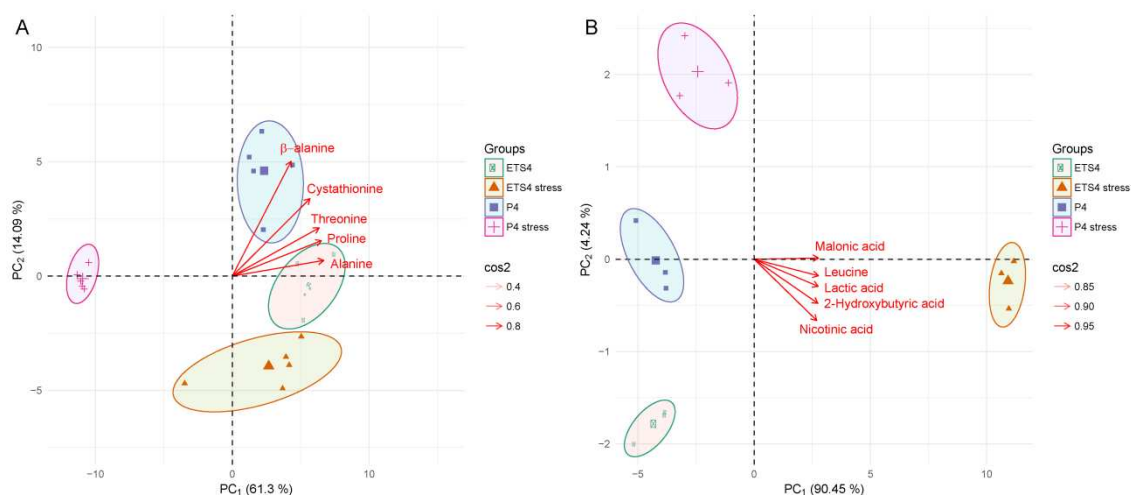 A
10
5
0
−5
−10
0
10
PC2 (14.09 %)
PC1 (61.3 %)
β−alanine
Cystathionine
Threonine
Proline
Alanine
Groups
ETS4
ETS4 stress
P4
P4 stress
cos2
0.4
0.6
0.8
B
2
1
0
−1
−2
−5
0
5
10
PC2 (4.24 %)
PC1 (90.45 %)
Malonic acid
Leucine
Lactic acid
2-Hydroxybutyric acid
Nicotinic acid
Groups
ETS4
ETS4 stress
P4
P4 stress
cos2
0.85
0.90
0.95